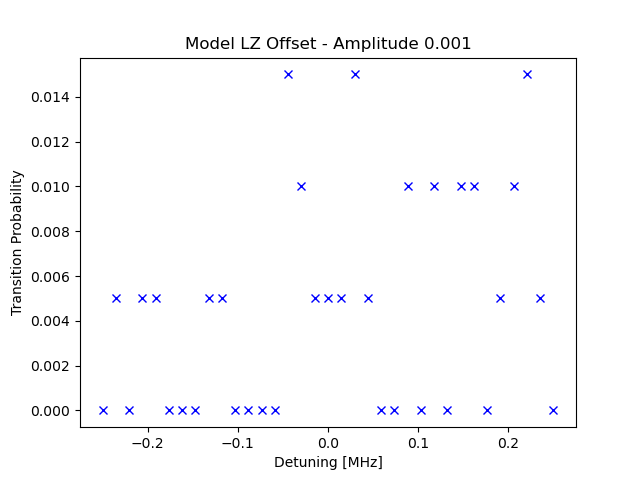 Model LZ Offset - Amplitude 0.001
Transition Probability
0.014
0.012
0.010
0.008
0.006
0.004
0.002
0.000
−0.2 −0.1 0.0 0.1 0.2
Detuning [MHz]